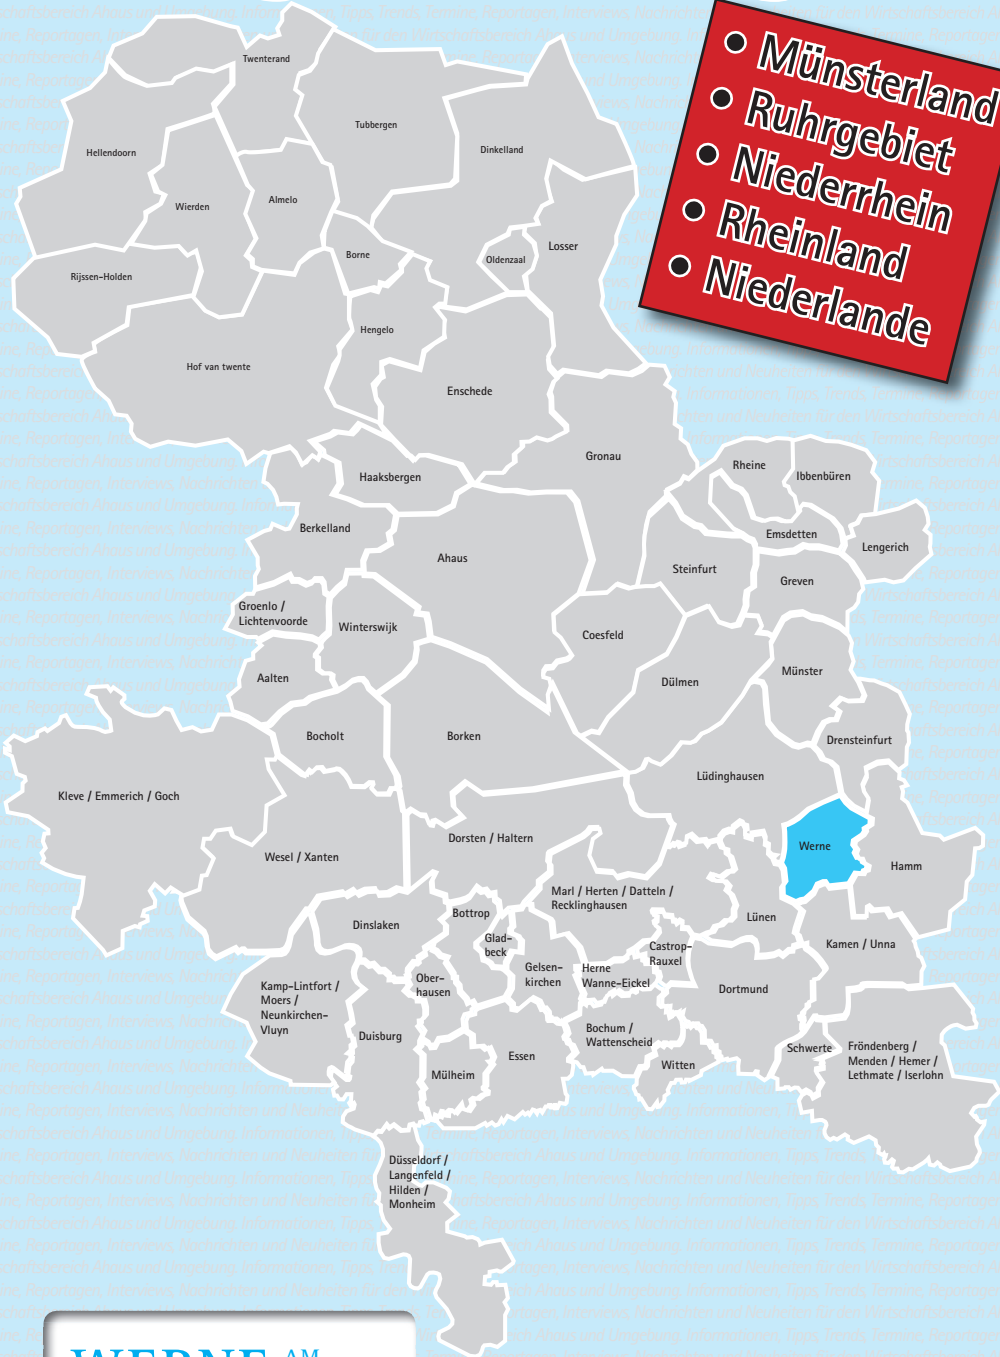 • Münsterland
• Ruhrgebiet
• Niederrhein
• Rheinland
• Niederlande
Twenterand
Tubbergen
Hellendoorn
Dinkelland
Wierden
Almelo
Borne
Losser
Oldenzaal
Rijssen-Holden
Hengelo
Hof van twente
Enschede
Gronau
Haaksbergen
Rheine
Ibbenbüren
Berkelland
Emsdetten
Lengerich
Ahaus
Steinfurt
Greven
Groenlo /
Lichtenvoorde
Winterswijk
Coesfeld
Aalten
Dülmen
Münster
Bocholt
Borken
Drensteinfurt
Lüdinghausen
Kleve / Emmerich / Goch
Wesel / Xanten
Dorsten / Haltern
Werne
Hamm
Marl / Herten / Datteln /
Recklinghausen
Dinslaken
Bottrop
Lünen
Glad-
beck
Castrop-
Rauxel
Kamen / Unna
Gelsen-
kirchen
Herne
Wanne-Eickel
Ober-
hausen
Dortmund
Kamp-Lintfort /
Moers /
Neunkirchen-
Vluyn
Duisburg
Bochum /
Wattenscheid
Essen
Schwerte
Fröndenberg /
Menden / Hemer /
Lethmate / Iserlohn
Mülheim
Witten
Düsseldorf /
Langenfeld /
Hilden /
Monheim
WERNE AM